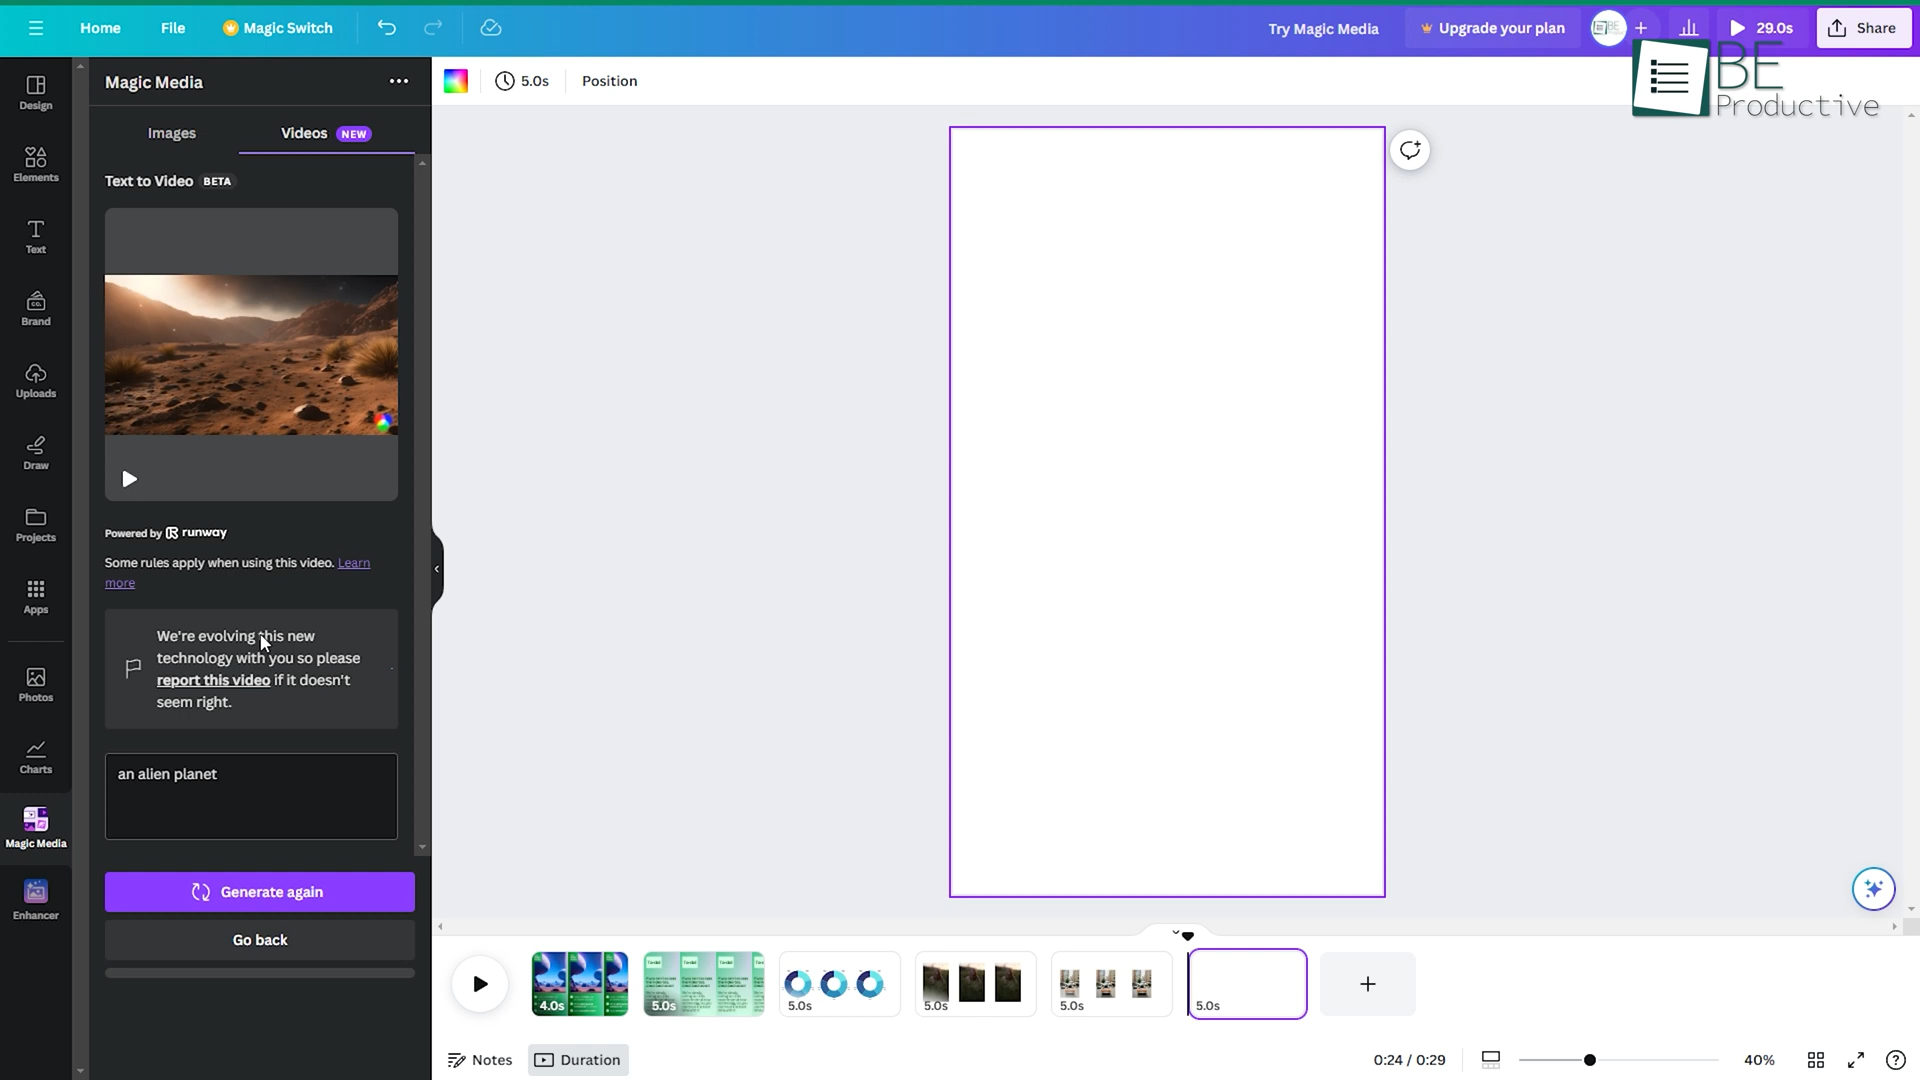 Home
File
Magic Switch
Try Magic Media
Upgrade your plan
29.0s
Share
BE
Productive
Design
Elements
Text
Brand
Uploads
Draw
Projects
Apps
Photos
Charts
Magic Media
Enhancer
Magic Media
Images
Videos NEW
Text to Video BETA
Powered by runway
Some rules apply when using this video. Learn
more
We're evolving this new
technology with you so please
report this video if it doesn't
seem right.
an alien planet
Generate again
Go back
5.0s
Position
4.0s
5.0s
5.0s
5.0s
5.0s
5.0s
Notes
Duration
0:24 / 0:29
40%